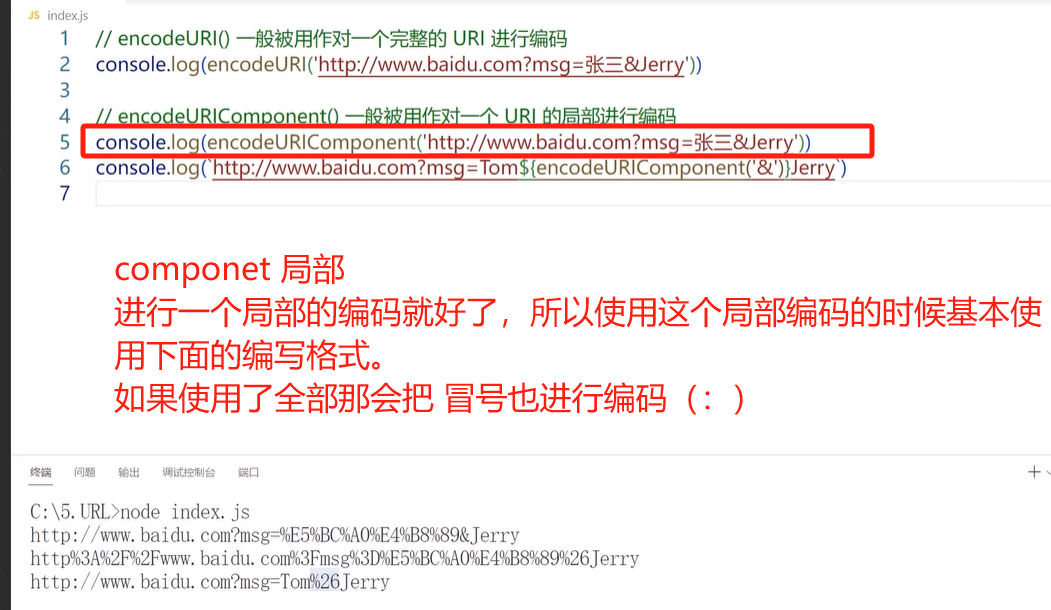 JS index.js
1 // encodeURI() 一般被用作对一个完整的 URI 进行编码
2 console.log(encodeURI('http://www.baidu.com?msg=张三&Jerry'))
3
4 // encodeURIComponent() 一般被用作对一个 URI 的局部进行编码
5 console.log(encodeURIComponent('http://www.baidu.com?msg=张三&Jerry'))
6 console.log(`http://www.baidu.com?msg=Tom${encodeURIComponent('&')}Jerry`)
7
componet 局部
进行一个局部的编码就好了，所以使用这个局部编码的时候基本使
用下面的编写格式。
如果使用了全部那会把 冒号也进行编码（：）
终端 问题 输出 调试控制台 端口
C:\5.URL>node index.js
http://www.baidu.com?msg=%E5%BC%A0%E4%B8%89&Jerry
http%3A%2F%2Fwww.baidu.com%3Fmsg%3D%E5%BC%A0%E4%B8%89%26Jerry
http://www.baidu.com?msg=Tom%26Jerry